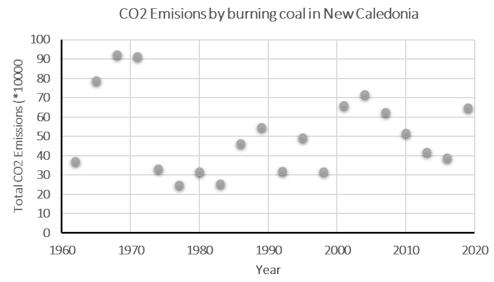 CO2 Emisions by burning coal in New Caledonia
Total CO2 Emissions (*10000
100
90
80
70
60
50
40
30
20
10
0
1960 1970 1980 1990 2000 2010 2020
Year